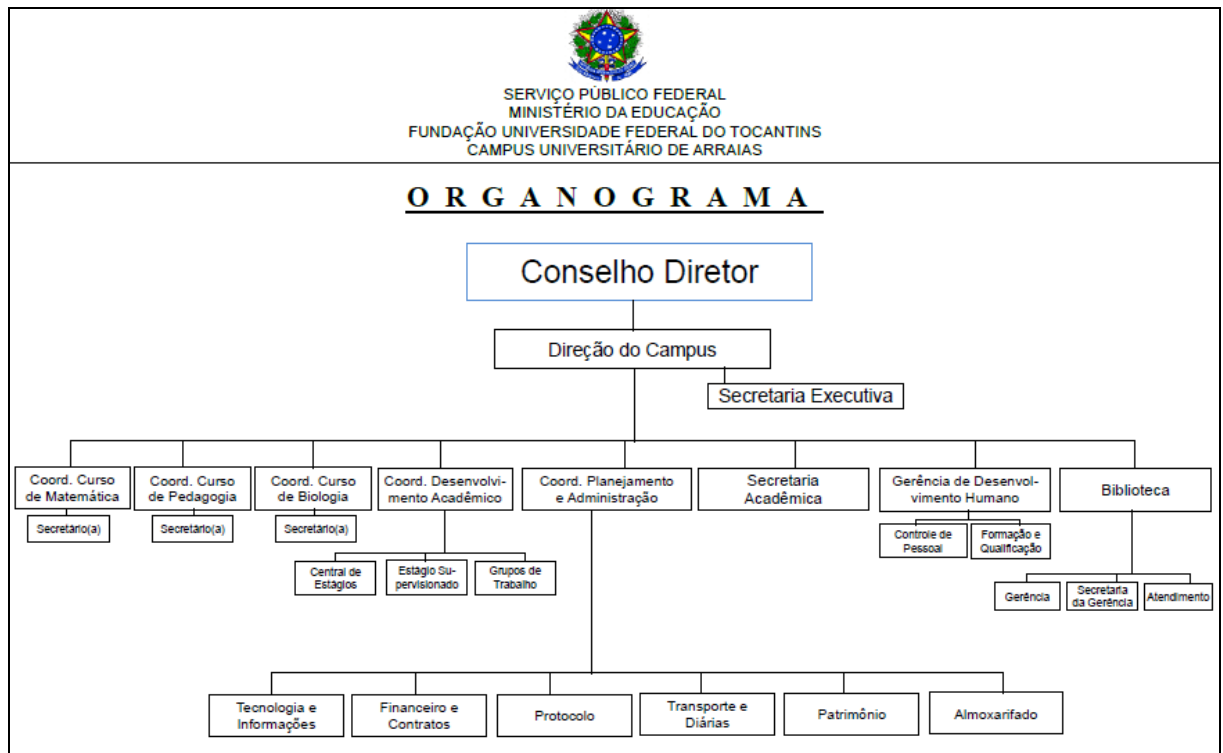 SERVIÇO PÚBLICO FEDERAL
MINISTÉRIO DA EDUCAÇÃO
FUNDAÇÃO UNIVERSIDADE FEDERAL DO TOCANTINS
CAMPUS UNIVERSITÁRIO DE ARRAIAS
O R G A N O G R A M A
Conselho Diretor
Direção do Campus
Secretaria Executiva
Coord. Curso
de Matemática
Coord. Curso
de Pedagogia
Coord. Curso
de Biologia
Coord. Desenvolvi-
mento Acadêmico
Coord. Planejamento
e Administração
Secretaria
Acadêmica
Gerência de Desenvol-
vimento Humano
Biblioteca
Secretário(a)
Secretário(a)
Secretário(a)
Controle de
Pessoal
Formação e
Qualificação
Central de
Estágios
Estágio Su-
pervisionado
Grupos de
Trabalho
Gerência
Secretaria
da Gerência
Atendimento
Tecnologia e
Informações
Financeiro e
Contratos
Protocolo
Transporte e
Diárias
Patrimônio
Almoxarifado